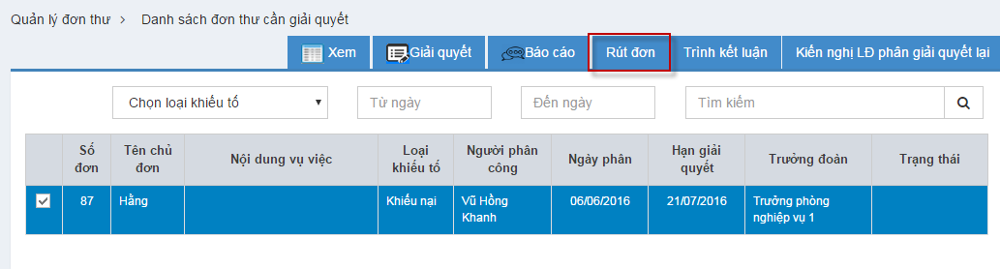 Quản lý đơn thư > Danh sách đơn thư cần giải quyết
Xem Giải quyết Báo cáo Rút đơn Trình kết luận Kiến nghị LĐ phân giải quyết lại
Chọn loại khiếu tố Từ ngày Đến ngày Tìm kiếm
Số đơn Tên chủ đơn Nội dung vụ việc Loại khiếu tố Người phân công Ngày phân Hạn giải quyết Trưởng đoàn Trạng thái
87 Hằng Khiếu nại Vũ Hồng Khanh 06/06/2016 21/07/2016 Trưởng phòng nghiệp vụ 1